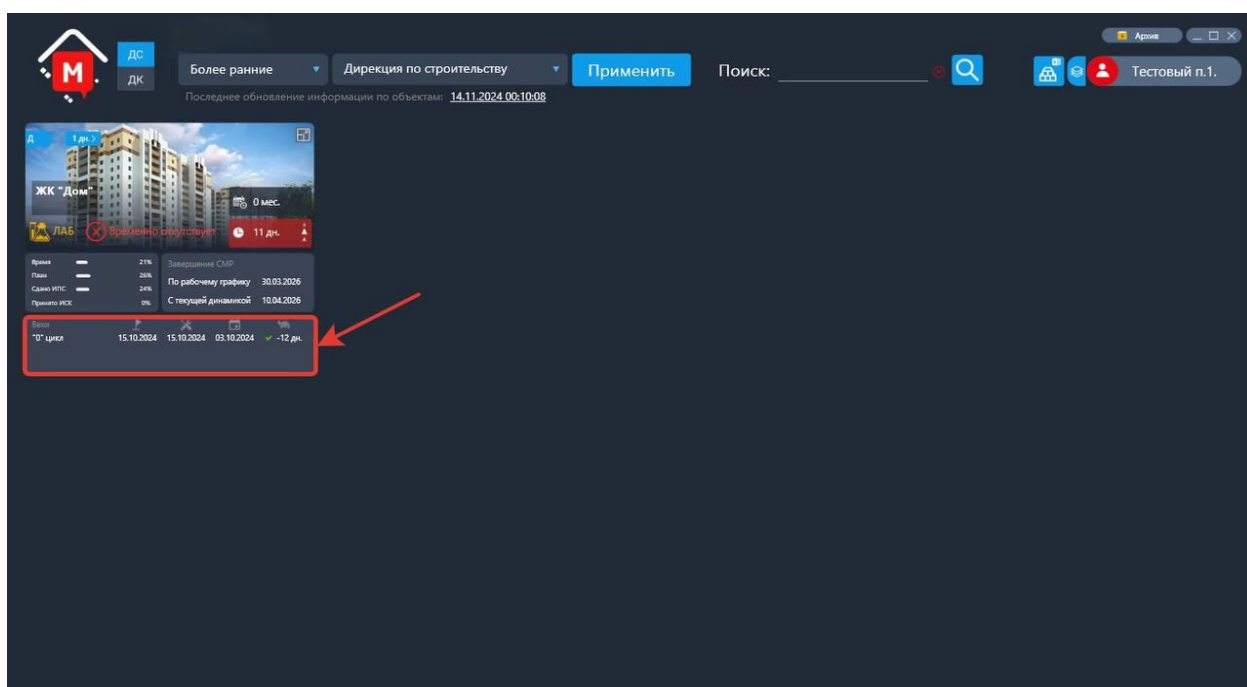 Архив
ДС
ДК
М
Более ранние
Дирекция по строительству
Применить
Поиск:
Тестовый п.1.
Последнее обновление информации по объектам: 14.11.2024 00:10:08
Д 1 дн. >
ЖК "Дом"
0 мес.
ЛАБ Временно отсутствует 11 дн.
Время 21%
План 26%
Сдано ИПС 24%
Принято ИСК 0%
Завершение СМР
По рабочему графику 30.03.2026
С текущей динамикой 10.04.2026
Вехи
"0" цикл 15.10.2024 15.10.2024 03.10.2024 -12 дн.